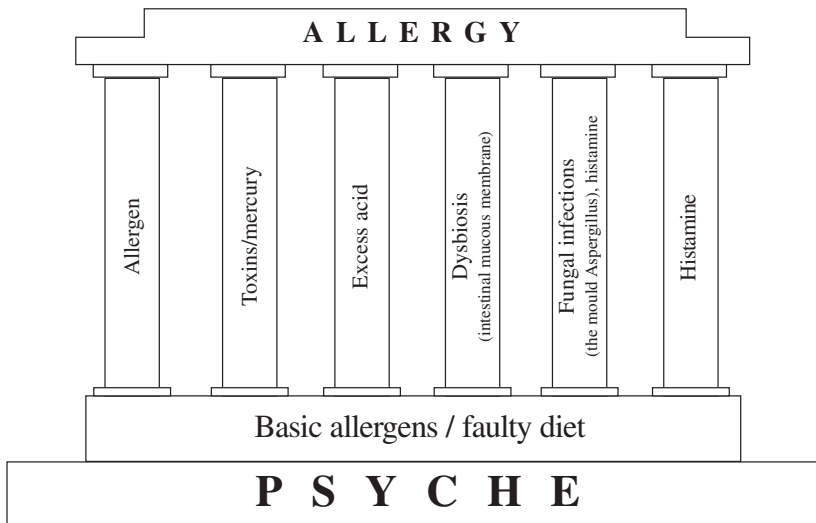 ALLERGY
Allergen
Toxins/mercury
Excess acid
Dysbiosis
(intestinal mucous membrane)
Fungal infections
(the mould Aspergillus), histamine
Histamine
Basic allergens / faulty diet
PSYCHE